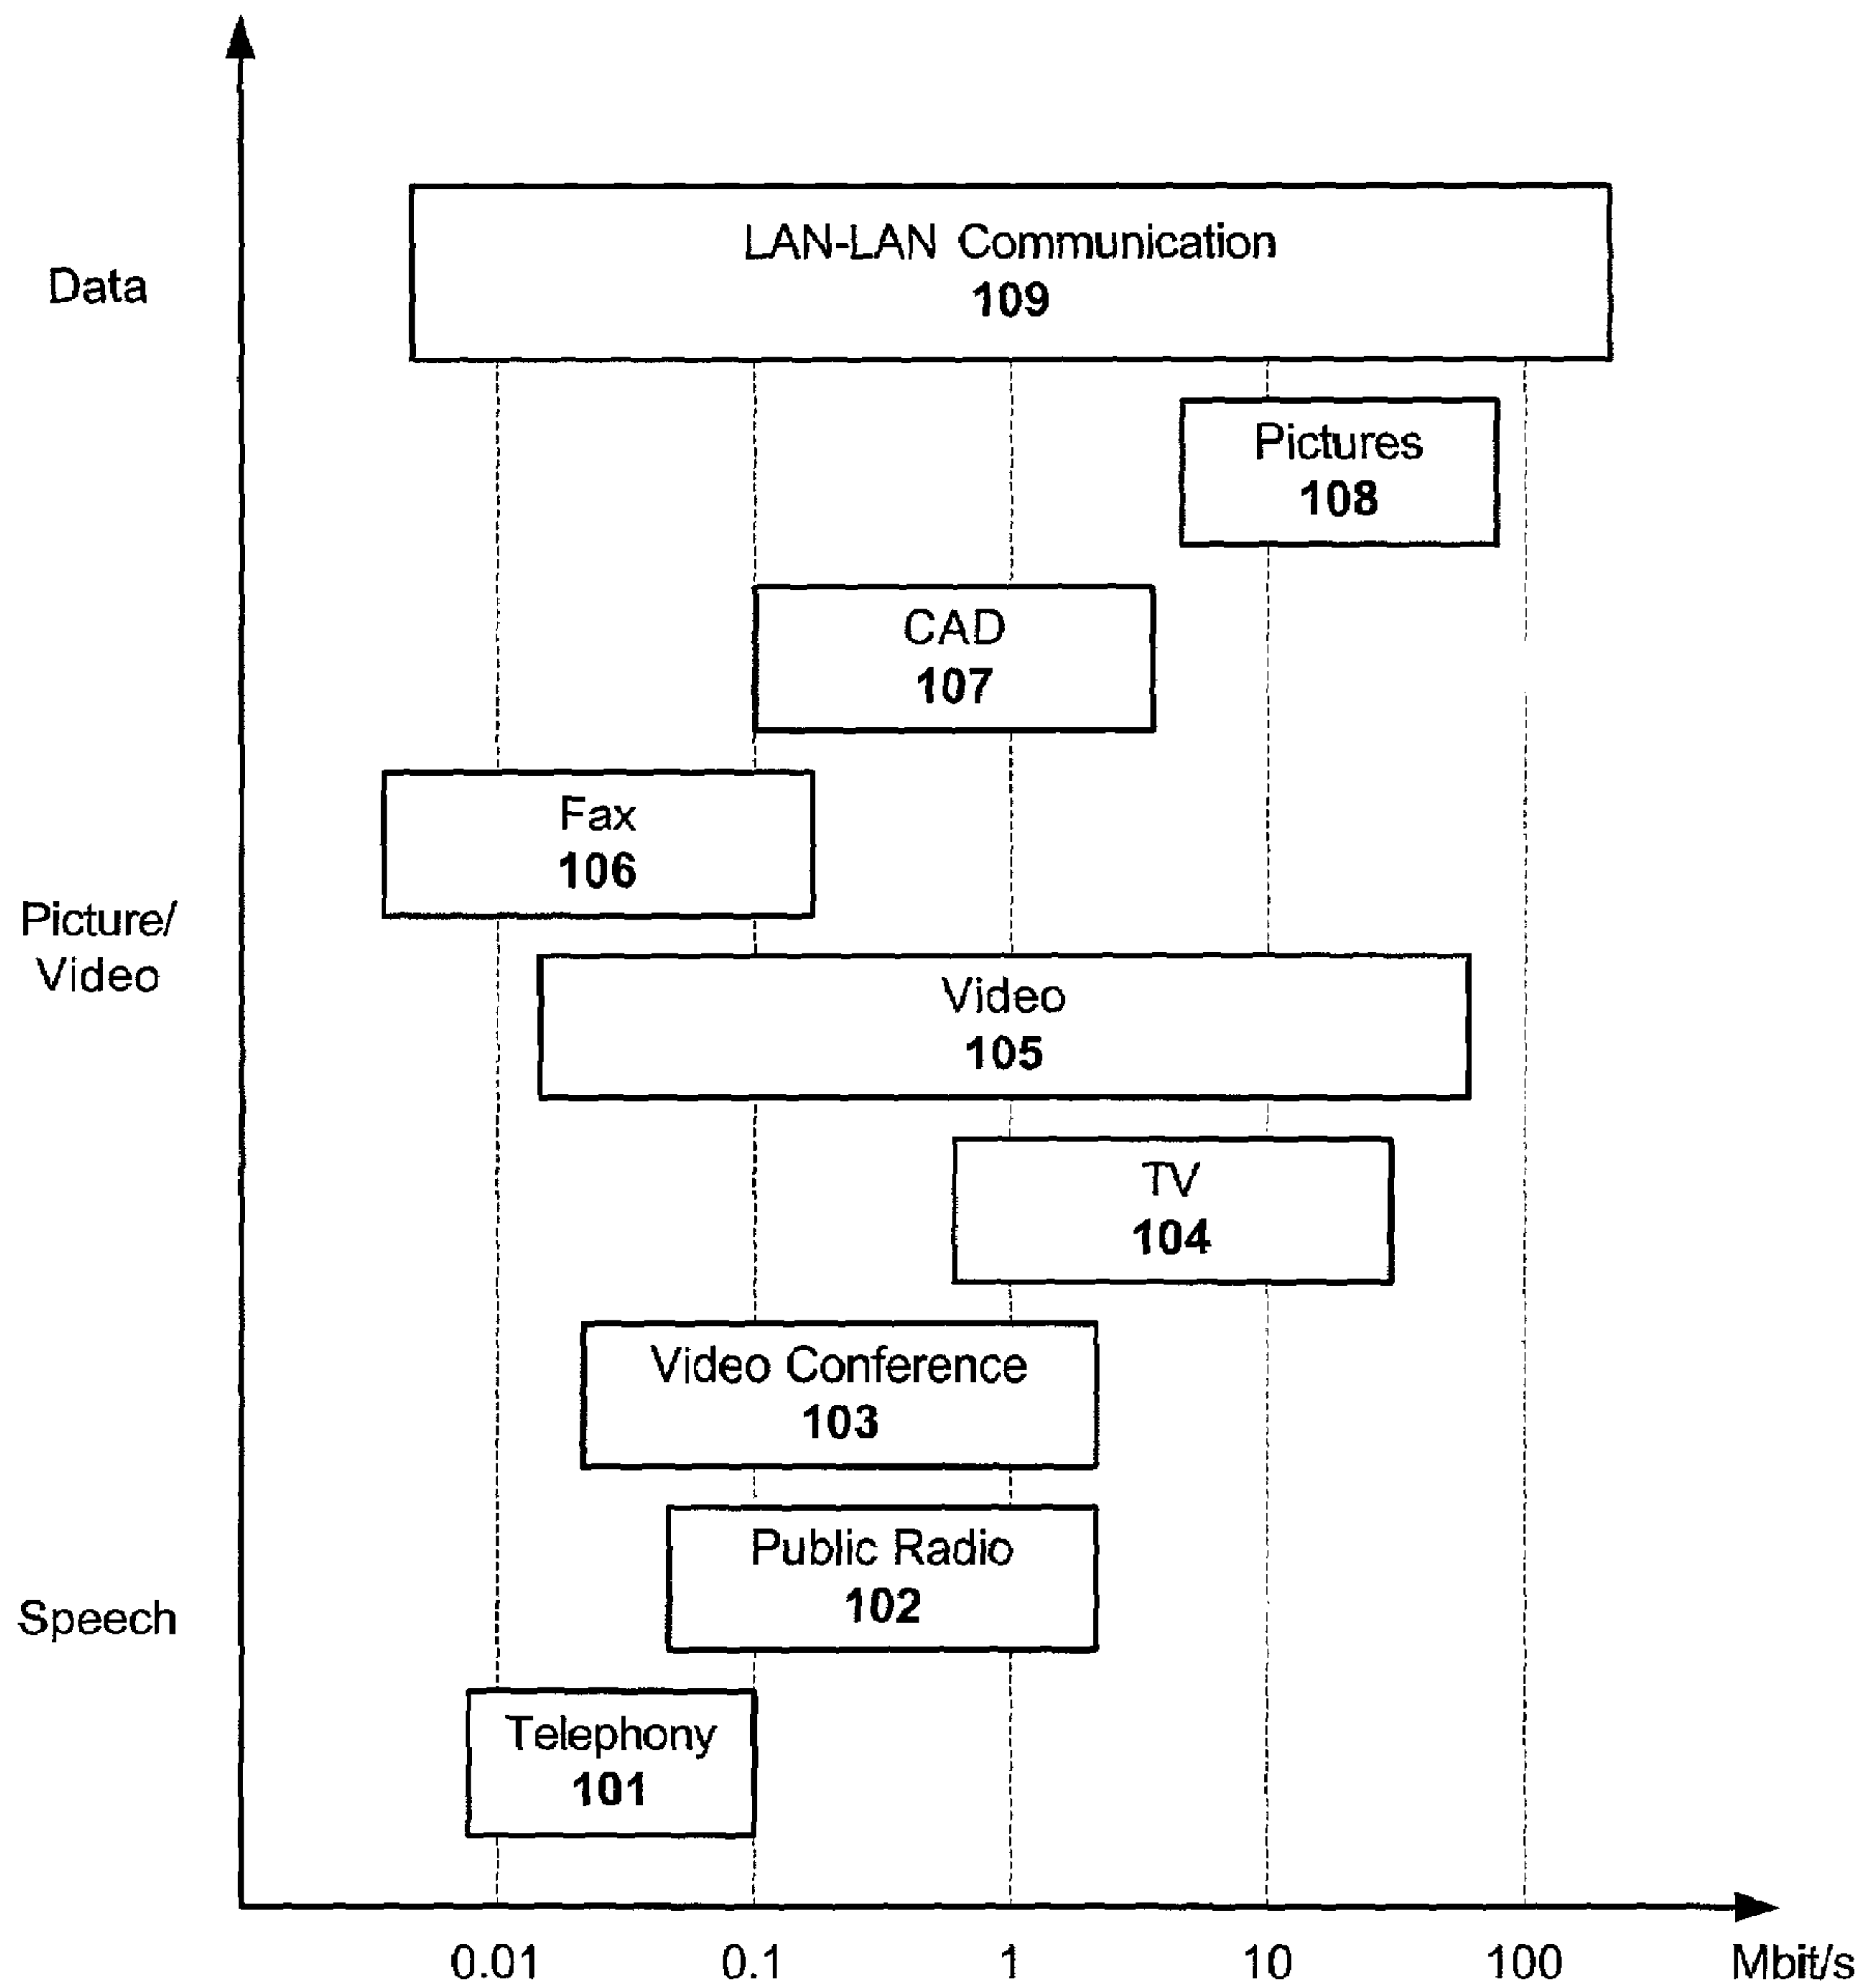 Data
LAN-LAN Communication
109
Pictures
108
CAD
107
Fax
106
Picture/
Video
Video
105
TV
104
Video Conference
103
Public Radio
102
Speech
Telephony
101
0.01 0.1 1 10 100 Mbit/s